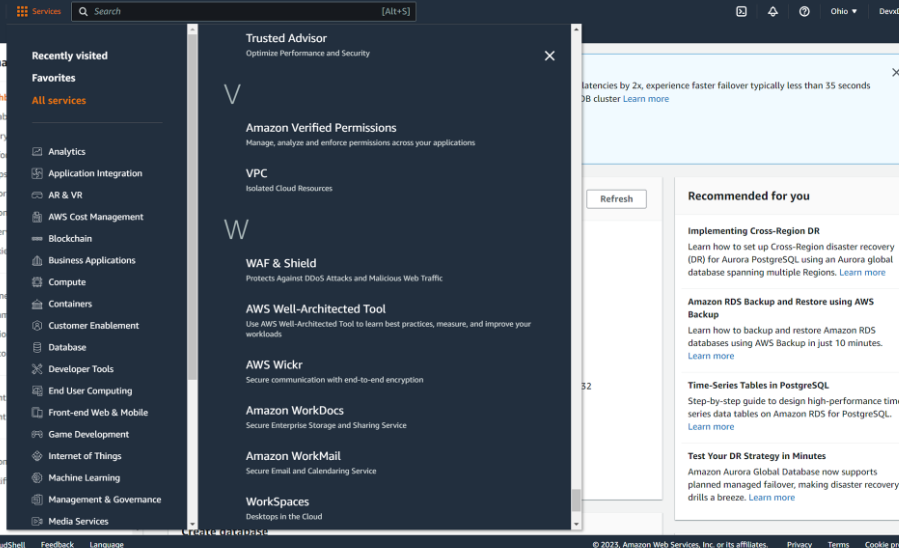 Services
Search
[Alt+S]
Ohio
Recently visited
Favorites
All services
Analytics
Application Integration
AR & VR
AWS Cost Management
Blockchain
Business Applications
Compute
Containers
Customer Enablement
Database
Developer Tools
End User Computing
Front-end Web & Mobile
Game Development
Internet of Things
Machine Learning
Management & Governance
Media Services
Trusted Advisor
Optimize Performance and Security
V
Amazon Verified Permissions
Manage, analyze and enforce permissions across your applications
VPC
Isolated Cloud Resources
W
WAF & Shield
Protects Against DDoS Attacks and Malicious Web Traffic
AWS Well-Architected Tool
Use AWS Well-Architected Tool to learn best practices, measure, and improve your
workloads
AWS Wickr
Secure communication with end-to-end encryption
Amazon WorkDocs
Secure Enterprise Storage and Sharing Service
Amazon WorkMail
Secure Email and Calendaring Service
WorkSpaces
Desktops in the Cloud
latencies by 2x, experience faster failover typically less than 35 seconds
DB cluster Learn more
Refresh
32
Recommended for you
Implementing Cross-Region DR
Learn how to set up Cross-Region disaster recovery
(DR) for Aurora PostgreSQL using an Aurora global
database spanning multiple Regions. Learn more
Amazon RDS Backup and Restore using AWS
Backup
Learn how to backup and restore Amazon RDS
databases using AWS Backup in just 10 minutes.
Learn more
Time-Series Tables in PostgreSQL
Step-by-step guide to design high-performance time
series data tables on Amazon RDS for PostgreSQL.
Learn more
Test Your DR Strategy in Minutes
Amazon Aurora Global Database now supports
planned managed failover, making disaster recovery
drills a breeze. Learn more
Create database
Feedback
Language
© 2023, Amazon Web Services, Inc. or its affiliates.
Privacy
Terms
Cookie